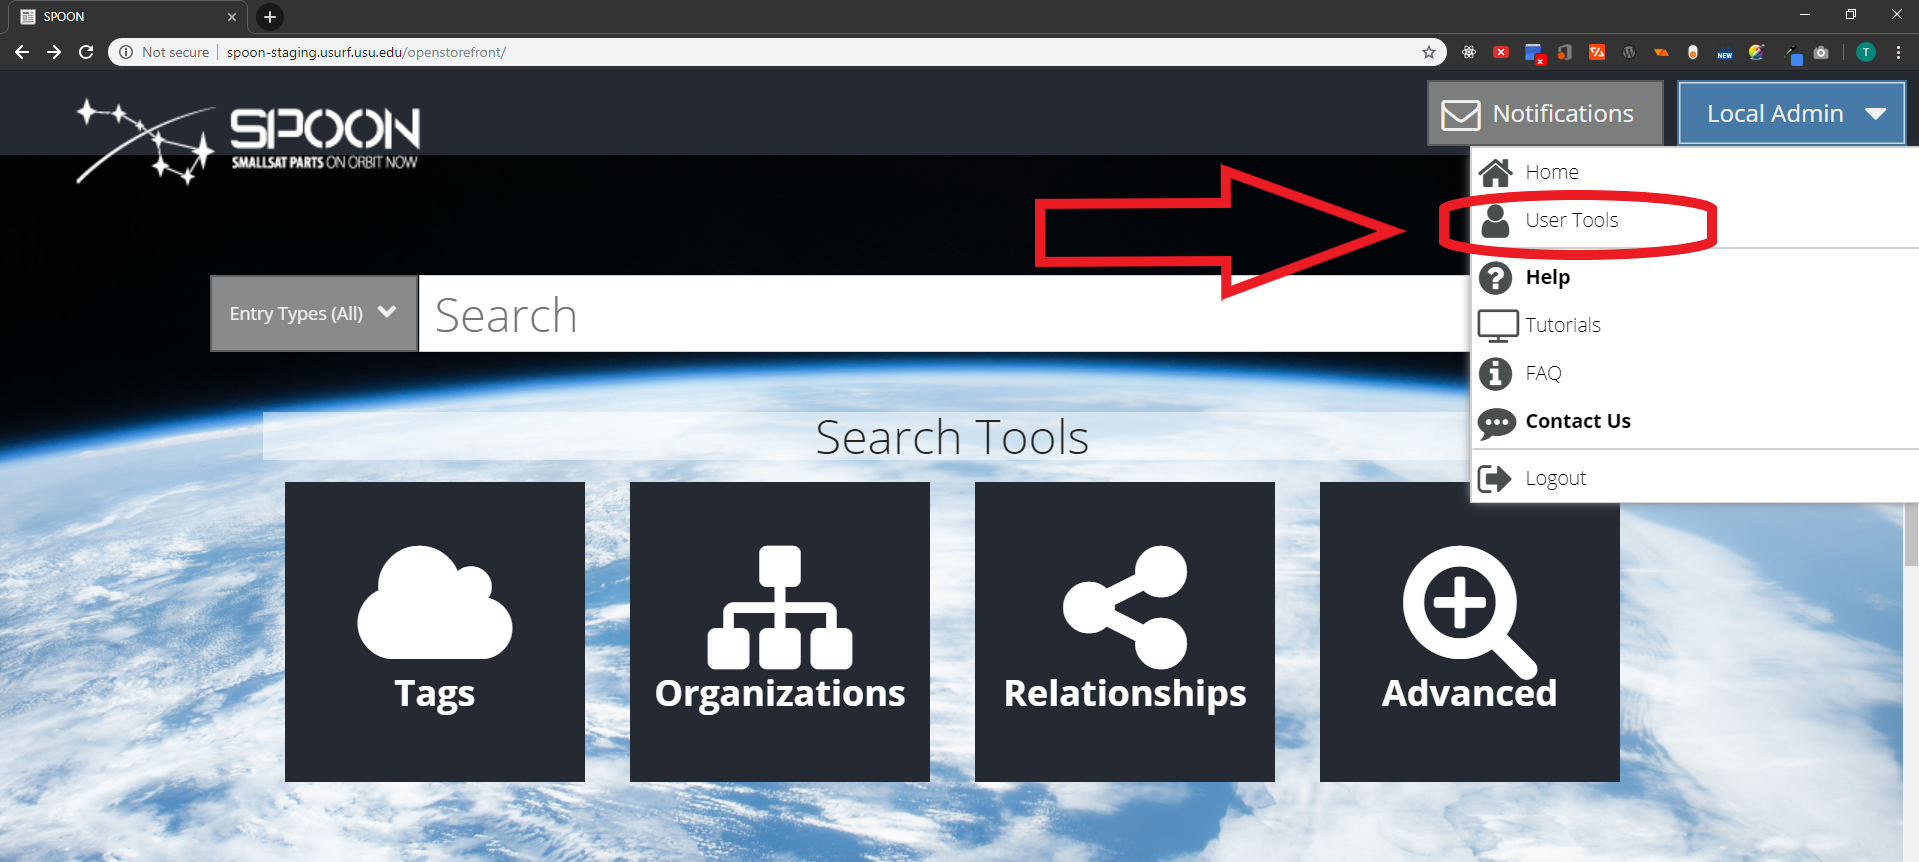 SPOON
Not secure
spoon-staging.usurf.usu.edu/openstorefront/
NEW
T
SPOON
SMALLSAT PARTS ON ORBIT NOW
Notifications
Local Admin
Home
User Tools
Help
Tutorials
FAQ
Contact Us
Logout
Entry Types (All)
Search
Search Tools
Tags
Organizations
Relationships
Advanced